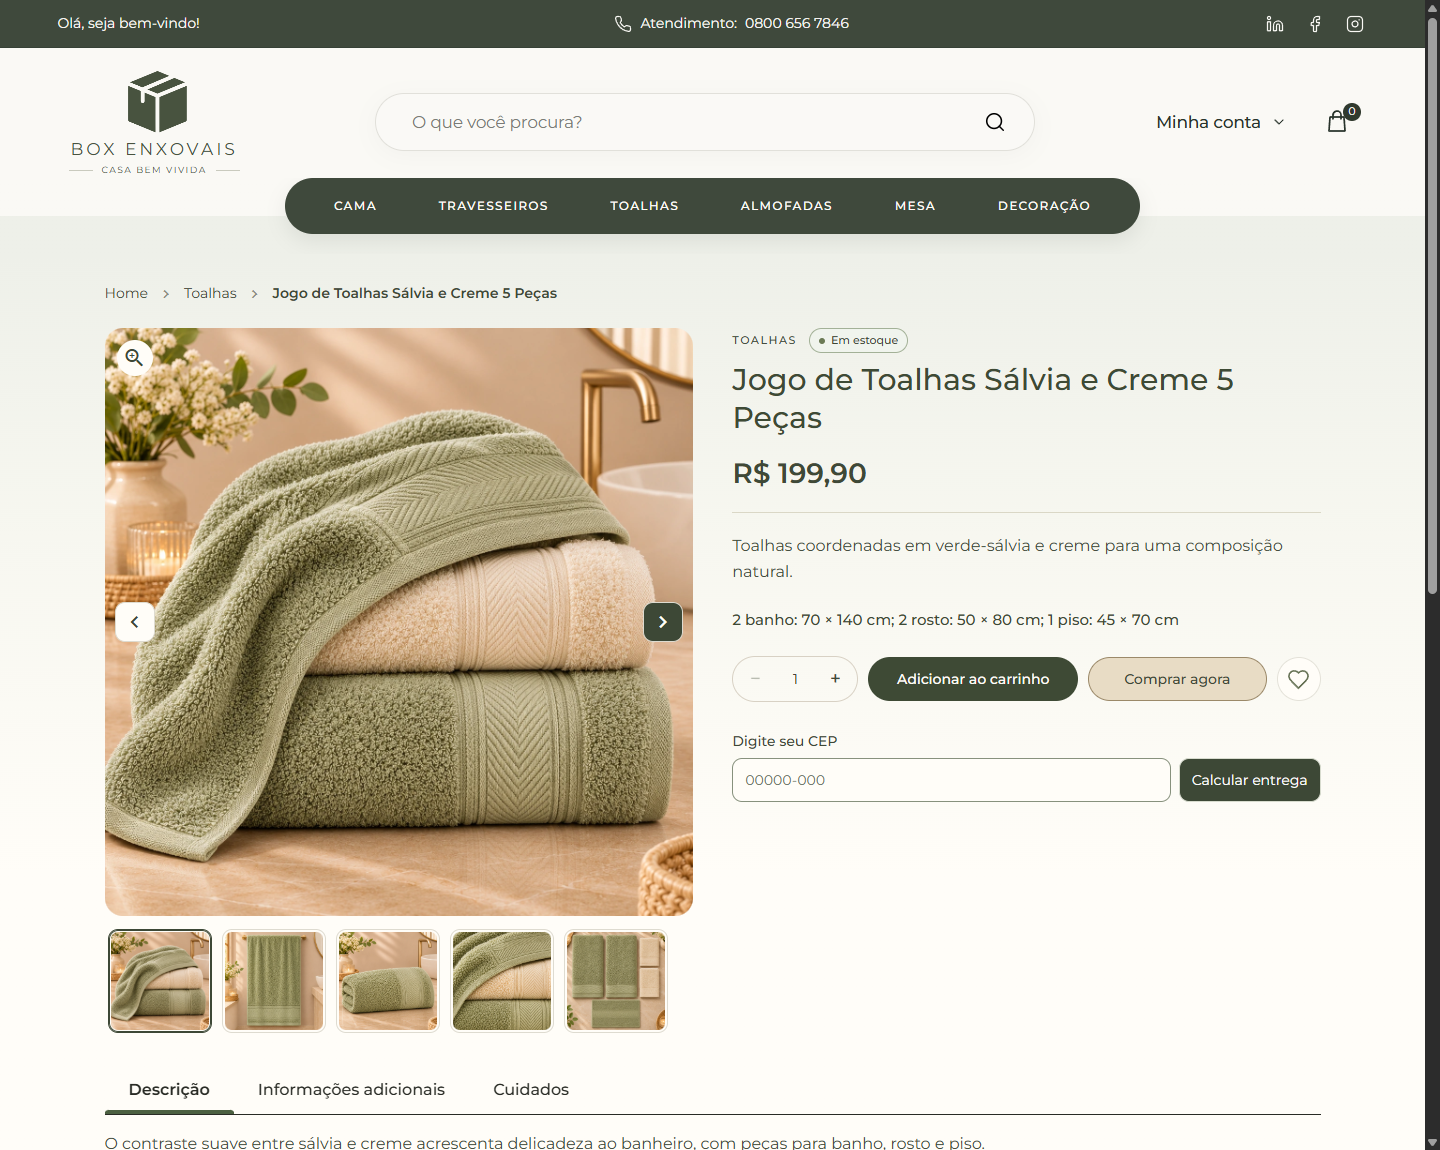 Olá, seja bem-vindo!
Atendimento: 0800 656 7846
BOX ENXOVAIS
CASA BEM VIVIDA
O que você procura?
Minha conta
0
CAMA
TRAVESSEIROS
TOALHAS
ALMOFADAS
MESA
DECORAÇÃO
Home > Toalhas > Jogo de Toalhas Sálvia e Creme 5 Peças
TOALHAS
Em estoque
Jogo de Toalhas Sálvia e Creme 5
Peças
R$ 199,90
Toalhas coordenadas em verde-sálvia e creme para uma composição
natural.
2 banho: 70 × 140 cm; 2 rosto: 50 × 80 cm; 1 piso: 45 × 70 cm
− 1 +
Adicionar ao carrinho
Comprar agora
Digite seu CEP
00000-000
Calcular entrega
Descrição
Informações adicionais
Cuidados
O contraste suave entre sálvia e creme acrescenta delicadeza ao banheiro, com peças para banho, rosto e piso.